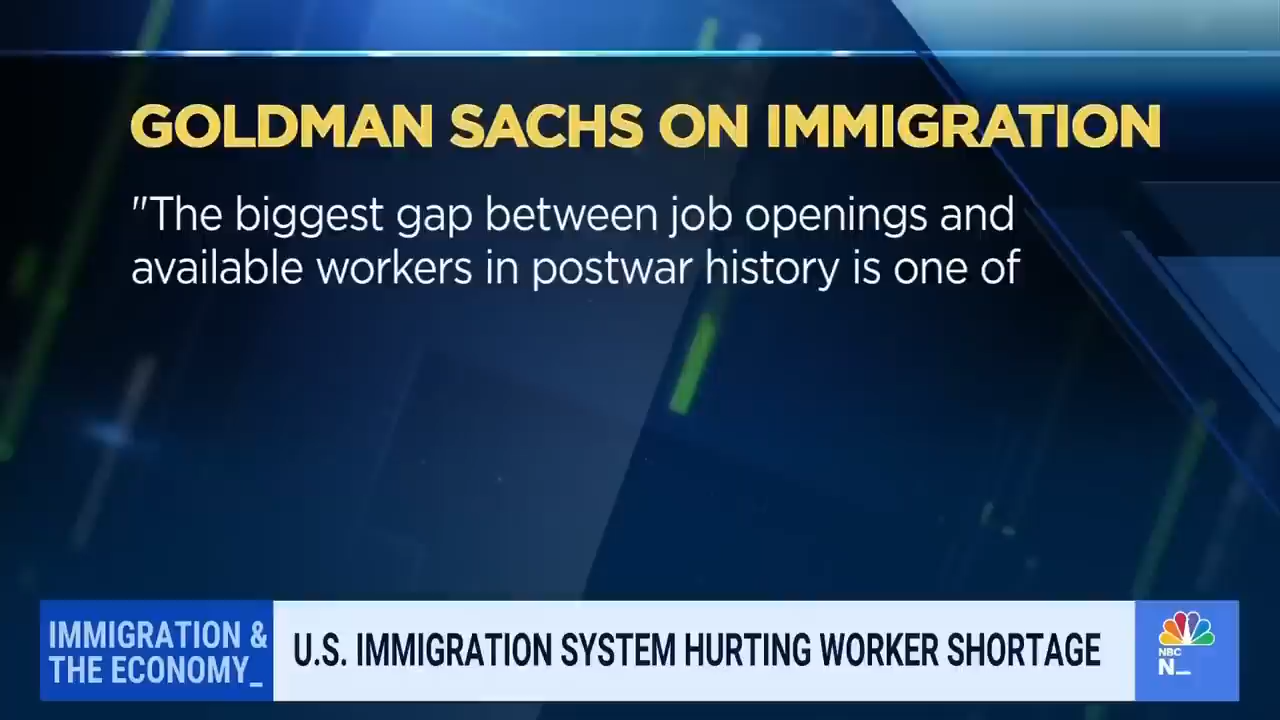 GOLDMAN SACHS ON IMMIGRATION
"The biggest gap between job openings and
available workers in postwar history is one of
IMMIGRATION &
THE ECONOMY_
U.S. IMMIGRATION SYSTEM HURTING WORKER SHORTAGE
NBC
N_